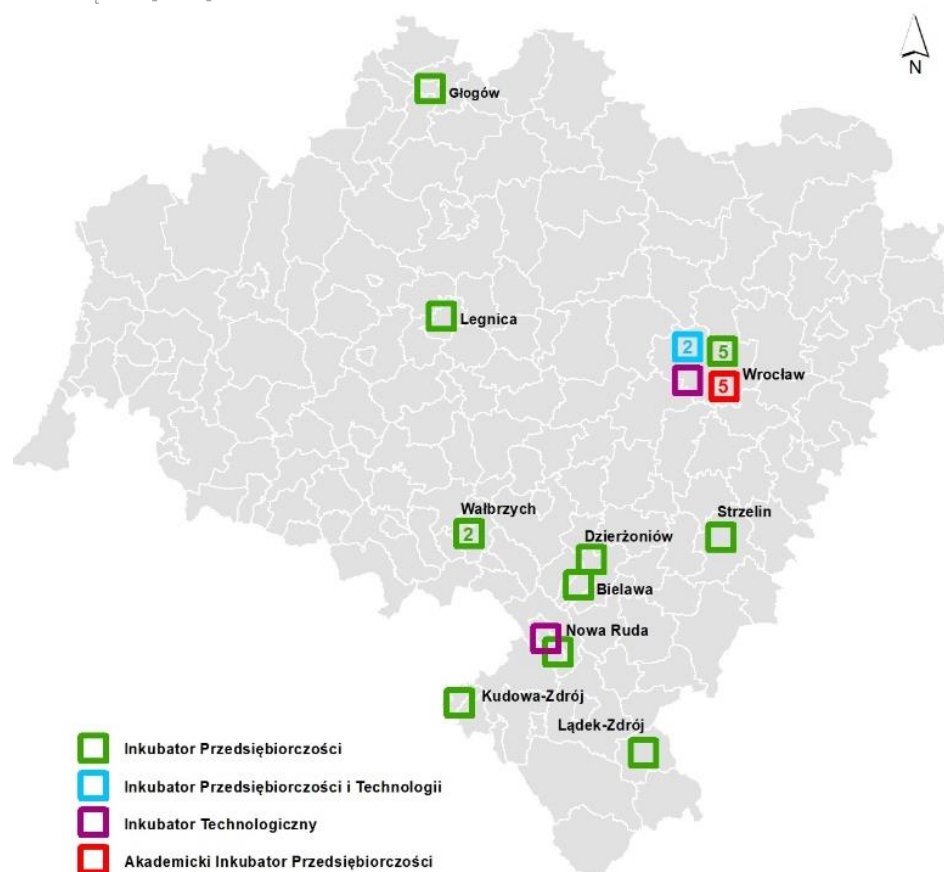 N
Głogów
Legnica
2
5
Wrocław
5
Wałbrzych
2
Strzelin
Dzierżoniów
Bielawa
Nowa Ruda
Kudowa-Zdrój
Lądek-Zdrój
Inkubator Przedsiębiorczości
Inkubator Przedsiębiorczości i Technologii
Inkubator Technologiczny
Akademicki Inkubator Przedsiębiorczości